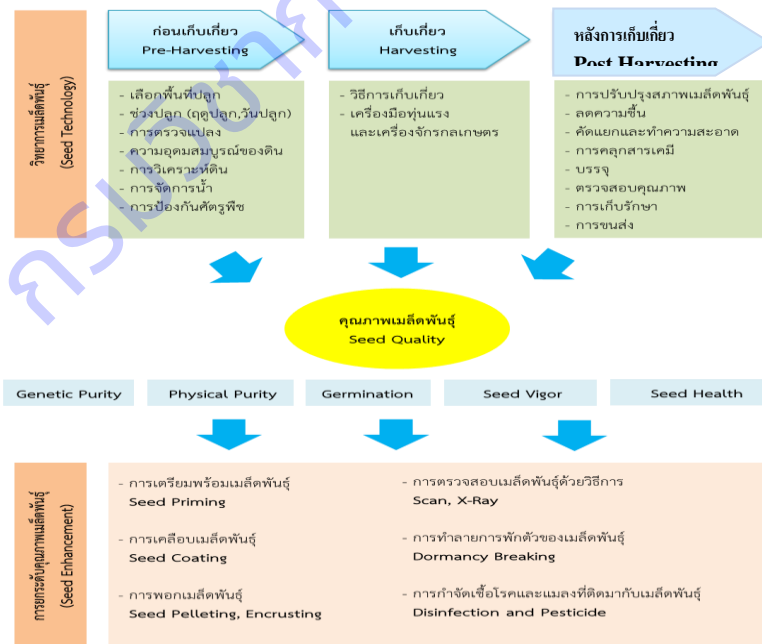 วิทยาการเมล็ดพันธุ์
(Seed Technology)
ก่อนเก็บเกี่ยว
Pre-Harvesting
- เลือกพื้นที่ปลูก
- ช่วงปลูก (ฤดูปลูก,วันปลูก)
- การตรวจแปลง
- ความอุดมสมบูรณ์ของดิน
- การวิเคราะห์ดิน
- การจัดการน้ำ
- การป้องกันศัตรูพืช
เก็บเกี่ยว
Harvesting
- วิธีการเก็บเกี่ยว
- เครื่องมือทุ่นแรง
และเครื่องจักรกลเกษตร
หลังการเก็บเกี่ยว
Post Harvesting
- การปรับปรุงสภาพเมล็ดพันธุ์
- ลดความชื้น
- คัดแยกและทำความสะอาด
- การคลุกสารเคมี
- บรรจุ
- ตรวจสอบคุณภาพ
- การเก็บรักษา
- การขนส่ง
คุณภาพเมล็ดพันธุ์
Seed Quality
Genetic Purity
Physical Purity
Germination
Seed Vigor
Seed Health
การยกระดับคุณภาพเมล็ดพันธุ์
(Seed Enhancement)
- การเตรียมพร้อมเมล็ดพันธุ์
Seed Priming
- การเคลือบเมล็ดพันธุ์
Seed Coating
- การพอกเมล็ดพันธุ์
Seed Pelleting, Encrusting
- การตรวจสอบเมล็ดพันธุ์ด้วยวิธีการ
Scan, X-Ray
- การทำลายการพักตัวของเมล็ดพันธุ์
Dormancy Breaking
- การกำจัดเชื้อโรคและแมลงที่ติดมากับเมล็ดพันธุ์
Disinfection and Pesticide